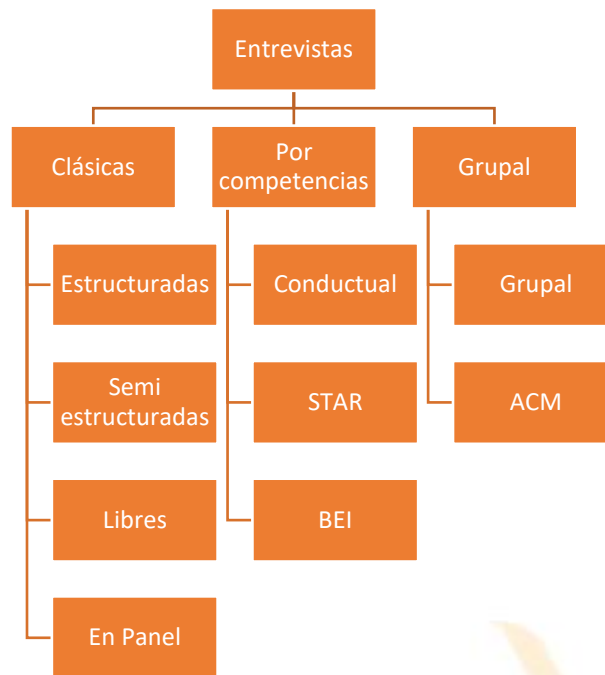 Entrevistas
Clásicas
Por
competencias
Grupal
Estructuradas
Conductual
Grupal
Semi
estructuradas
STAR
ACM
Libres
BEI
En Panel